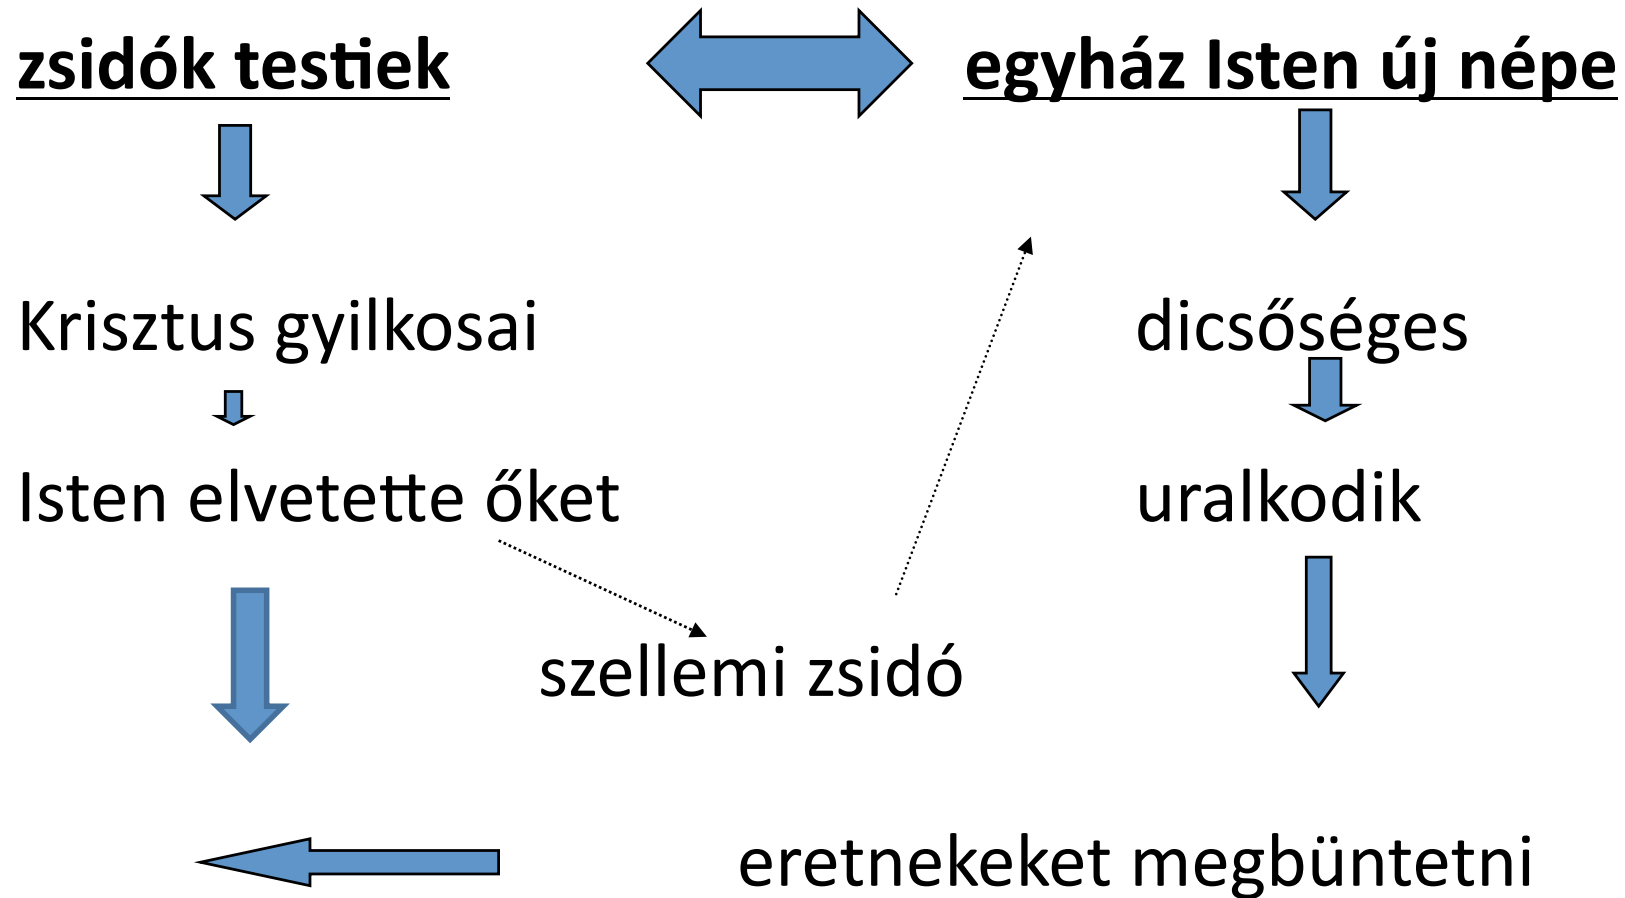 zsidók testiek
egyház Isten új népe
Krisztus gyilkosai
dicsőséges
Isten elvetette őket
uralkodik
szellemi zsidó
eretnekeket megbüntetni